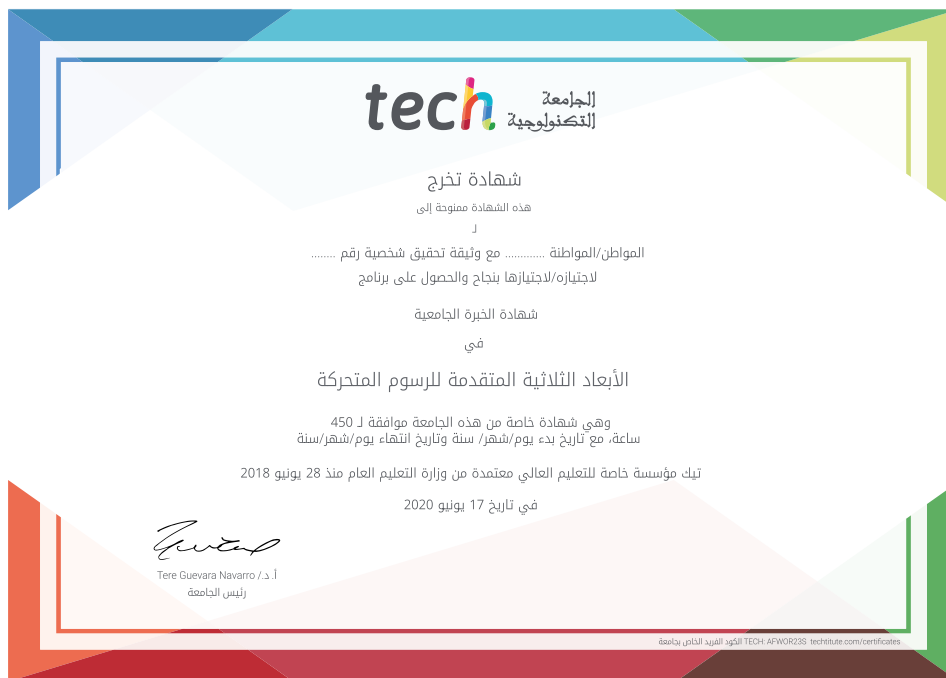 tech الجامعة
التكنولوجية
شهادة تخرج
هذه الشهادة ممنوحة إلى
لـ
المواطن/المواطنة ............. مع وثيقة تحقيق شخصية رقم ........
لاجتيازه/لاجتيازها بنجاح والحصول على برنامج
شهادة الخبرة الجامعية
في
الأبعاد الثلاثية المتقدمة للرسوم المتحركة
وهي شهادة خاصة من هذه الجامعة موافقة لـ 450
ساعة، مع تاريخ بدء يوم/شهر/ سنة وتاريخ انتهاء يوم/شهر/سنة
تيك مؤسسة خاصة للتعليم العالي معتمدة من وزارة التعليم العام منذ 28 يونيو 2018
في تاريخ 17 يونيو 2020
أ. د./ Tere Guevara Navarro
رئيس الجامعة
الكود الفريد الخاص بجامعة TECH: AFWOR23S techtitute.com/certificates